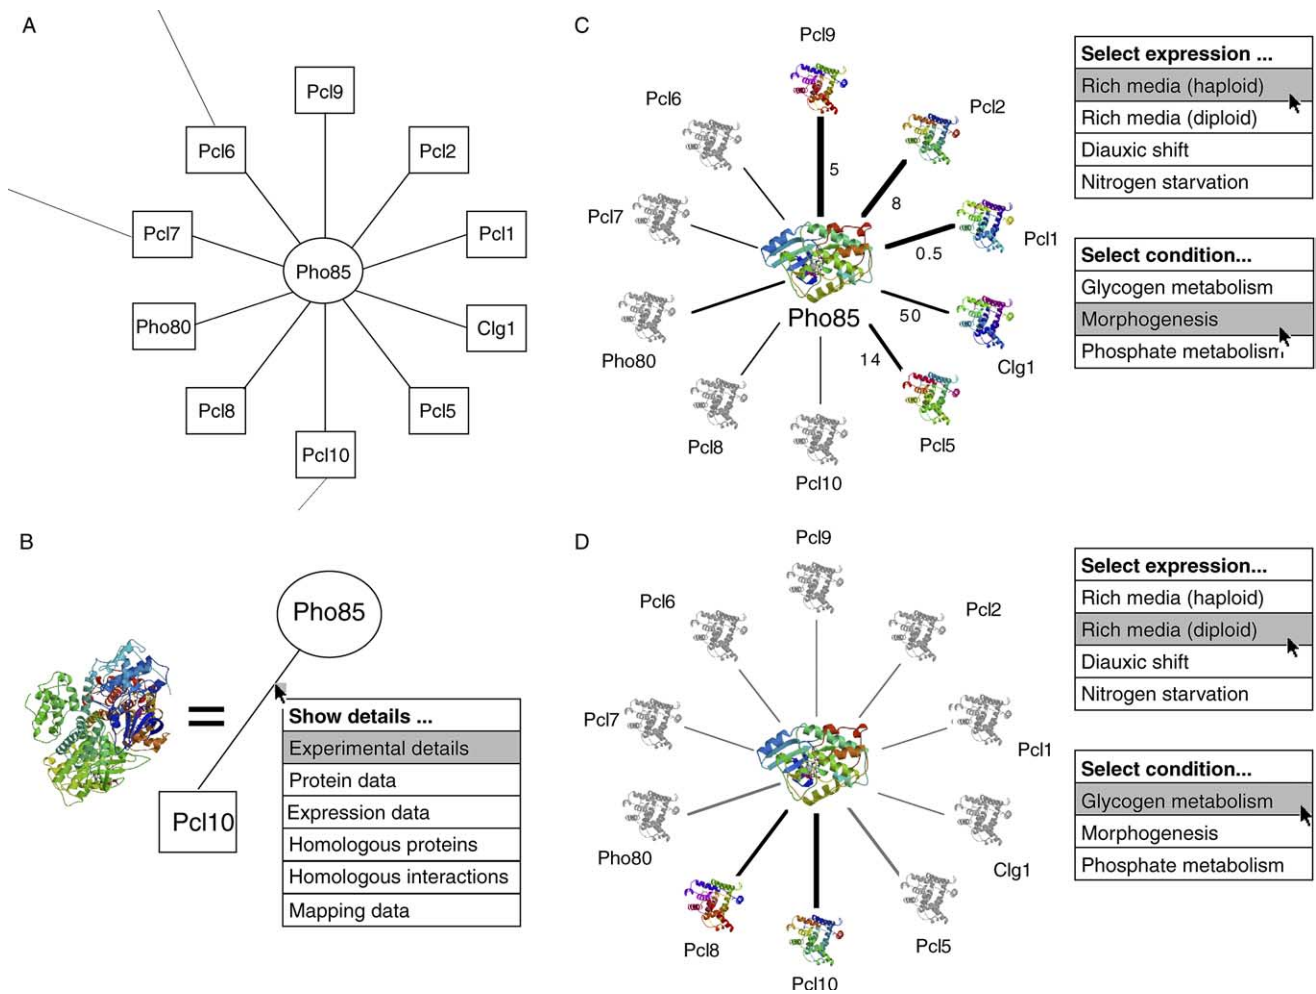 A
Pcl9
Pcl6
Pcl2
Pcl7
Pcl1
Pho85
Pho80
Clg1
Pcl8
Pcl5
Pcl10
B
Pho85
Show details ...
Experimental details
Protein data
Expression data
Homologous proteins
Homologous interactions
Mapping data
=
Pcl10
C
Pcl9
Pcl6
Pcl2
5
8
Pcl7
Pcl1
0.5
50
Pho85
Pho80
14
Clg1
Pcl8
Pcl5
Pcl10
Select expression ...
Rich media (haploid)
Rich media (diploid)
Diauxic shift
Nitrogen starvation
Select condition...
Glycogen metabolism
Morphogenesis
Phosphate metabolism
D
Pcl9
Pcl6
Pcl2
Pcl7
Pcl1
Pho80
Clg1
Pcl8
Pcl5
Pcl10
Select expression...
Rich media (haploid)
Rich media (diploid)
Diauxic shift
Nitrogen starvation
Select condition...
Glycogen metabolism
Morphogenesis
Phosphate metabolism